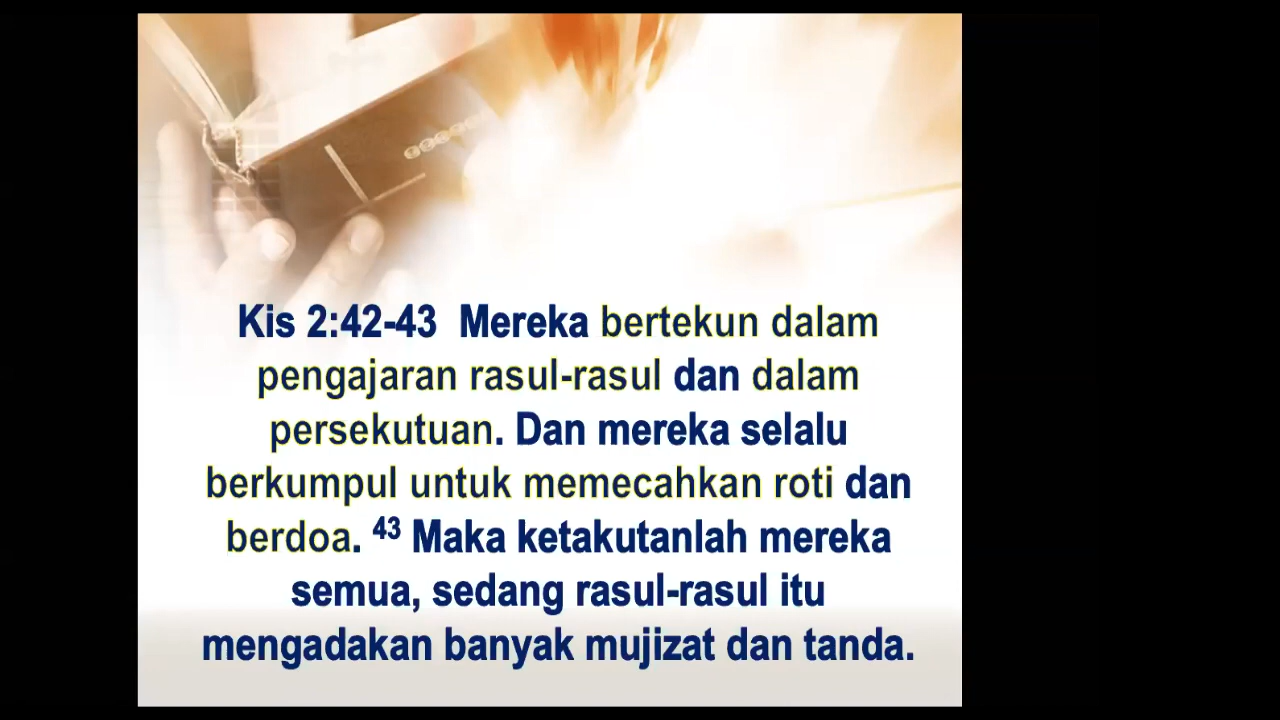 Kis 2:42-43 Mereka bertekun dalam
pengajaran rasul-rasul dan dalam
persekutuan. Dan mereka selalu
berkumpul untuk memecahkan roti dan
berdoa. 43 Maka ketakutanlah mereka
semua, sedang rasul-rasul itu
mengadakan banyak mujizat dan tanda.